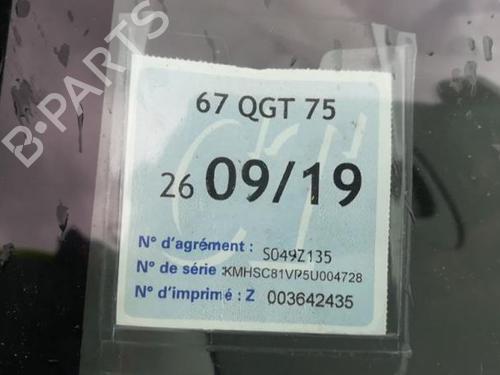 B-PARTS
67 QGT 75
CT
26 09/19
N° d'agrément : S049Z135
N° de série : KMHSC81VP5U004728
N° d'imprimé : Z 003642435